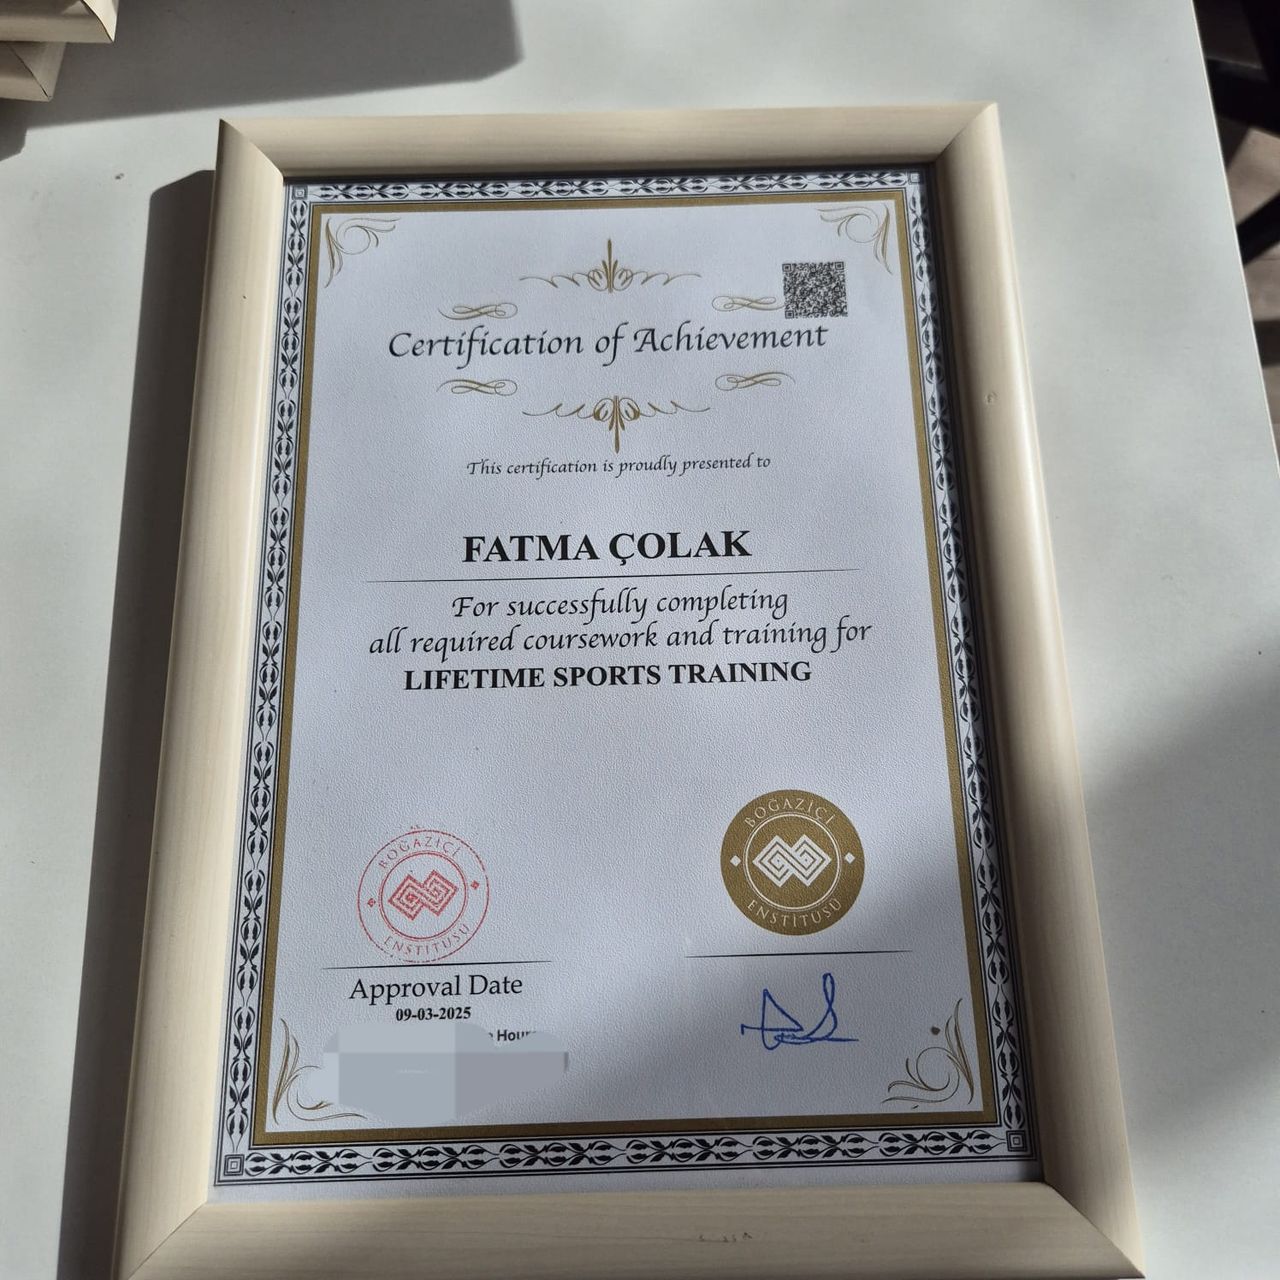 Certification of Achievement
This certification is proudly presented to
FATMA ÇOLAK
For successfully completing
all required coursework and training for
LIFETIME SPORTS TRAINING
BOĞAZİÇİ
ENSTİTÜSÜ
BOĞAZİÇİ
ENSTİTÜSÜ
Approval Date
09-03-2025